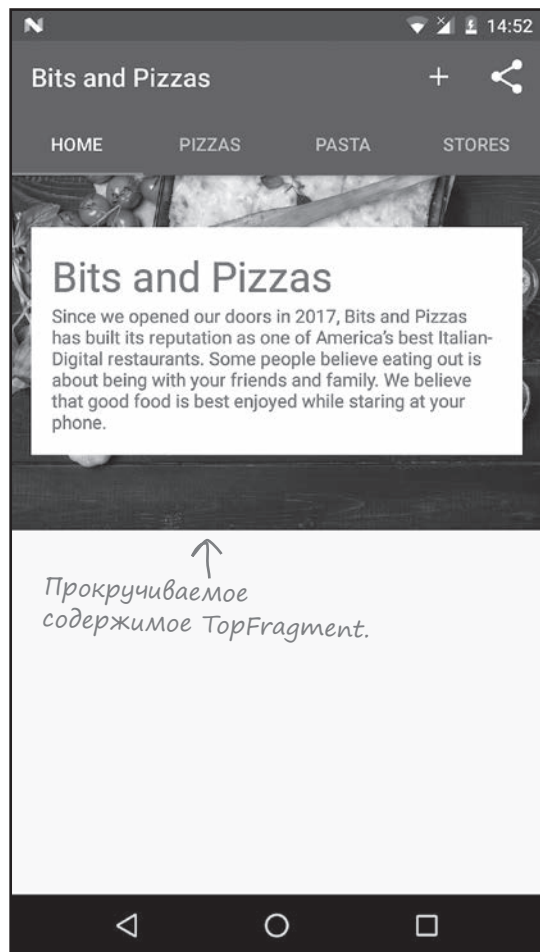 14:52
Bits and Pizzas
HOME PIZZAS PASTA STORES
Bits and Pizzas
Since we opened our doors in 2017, Bits and Pizzas
has built its reputation as one of America's best Italian-
Digital restaurants. Some people believe eating out is
about being with your friends and family. We believe
that good food is best enjoyed while staring at your
phone.
Прокручиваемое
содержимое TopFragment.